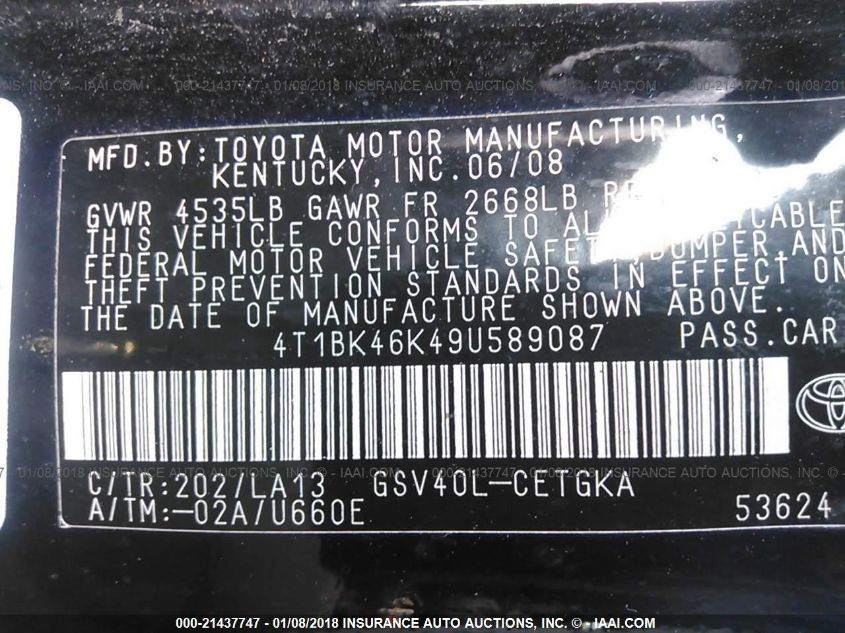 000-21437747 - 01/08/2018 INSURANCE AUTO AUCTIONS, INC. - IAAI.COM
MFD.BY: TOYOTA MOTOR MANUFACTURING,
KENTUCKY, INC. 06/08
GVWR 4535LB GAWR FR 2668LB
THIS VEHICLE CONFORMS TO
FEDERAL MOTOR VEHICLE SAFETY, BUMPER, AND
THEFT PREVENTION STANDARDS IN EFFECT ON
THE DATE OF MANUFACTURE SHOWN ABOVE.
4T1BK46K49U589087 PASS.CAR
C/TR:202/LA13 GSV40L-CETGKA
A/TM:-02A/U660E
53624
000-21437747 - 01/08/2018 INSURANCE AUTO AUCTIONS, INC. - IAAI.COM